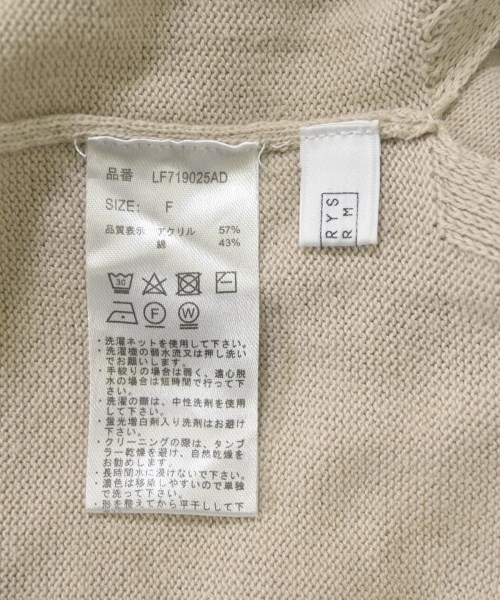 品番 LF719025AD
SIZE: F
品質表示 アクリル 57%
綿 43%
30
F W
・洗濯ネットを使用して下さい。
・洗濯機の弱水流又は押し洗い
でお願いします。
・手絞りの場合は弱く、遠心脱
水の場合は短時間で行って下
さい。
・洗濯の際は、中性洗剤を使用
して下さい。
・蛍光増白剤入り洗剤はお避け
下さい。
・クリーニングの際は、タンブ
ラー乾燥を避け、自然乾燥を
お勧めします。
・長時間水に浸けないで下さい。
・濃色は移染しやすいので単独
で洗って下さい。
・形を整えてから平干しして下
RYS
RM